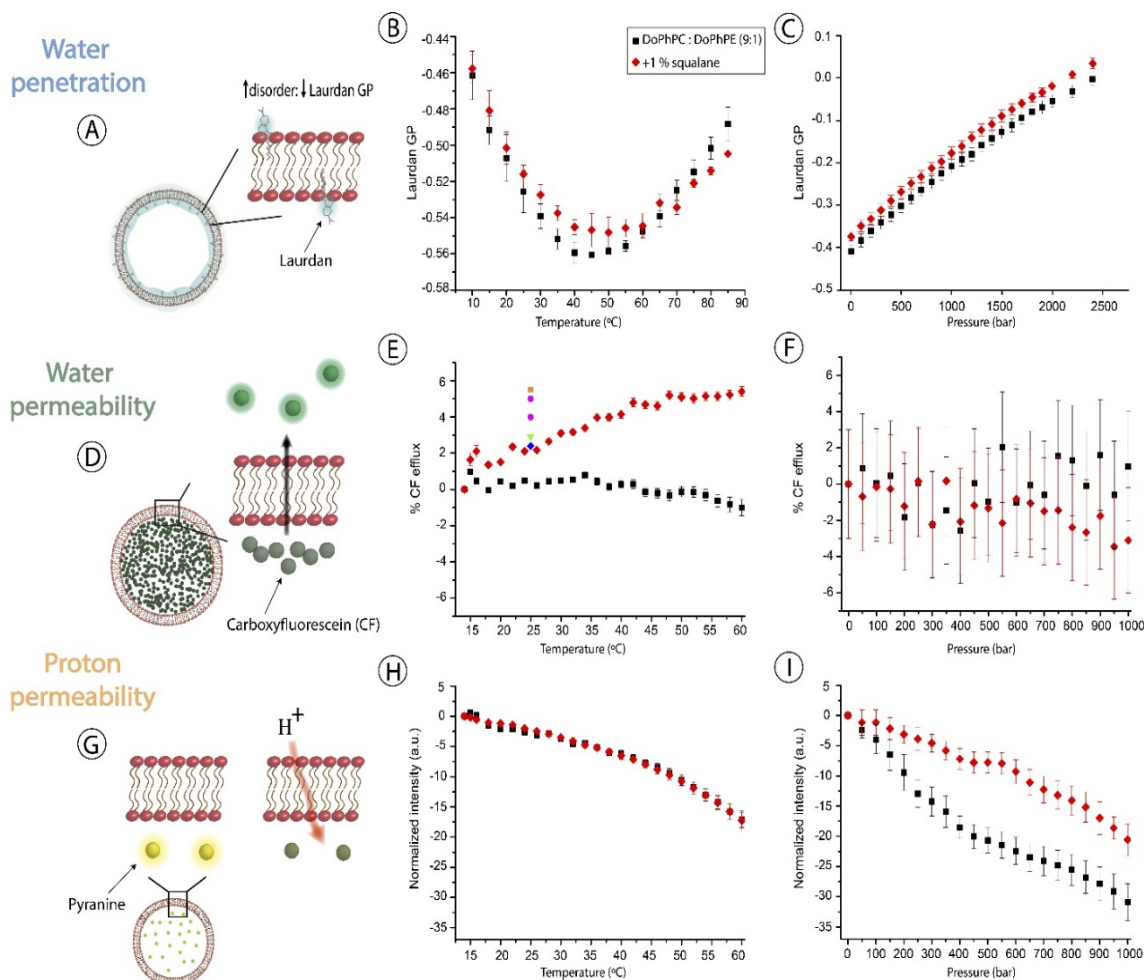 Water
penetration
A
↑disorder: ↓ Laurdan GP
Laurdan
B
Laurdan GP
-0.44
-0.46
-0.48
-0.50
-0.52
-0.54
-0.56
-0.58
10 20 30 40 50 60 70 80 90
Temperature (ºC)
DoPhPC : DoPhPE (9:1)
+1 % squalane
C
Laurdan GP
0.1
0.0
-0.1
-0.2
-0.3
-0.4
-0.5
0 500 1000 1500 2000 2500
Pressure (bar)
Water
permeability
D
Carboxyfluorescein (CF)
E
% CF efflux
6
4
2
0
-2
-4
-6
15 20 25 30 35 40 45 50 55 60
Temperature (ºC)
F
% CF efflux
6
4
2
0
-2
-4
-6
0 100 200 300 400 500 600 700 800 900 1000
Pressure (bar)
Proton
permeability
G
H+
Pyranine
H
Normalized intensity (a.u.)
5
0
-5
-10
-15
-20
-25
-30
-35
15 20 25 30 35 40 45 50 55 60
Temperature (ºC)
I
Normalized intensity (a.u.)
5
0
-5
-10
-15
-20
-25
-30
-35
0 100 200 300 400 500 600 700 800 900 1000
Pressure (bar)